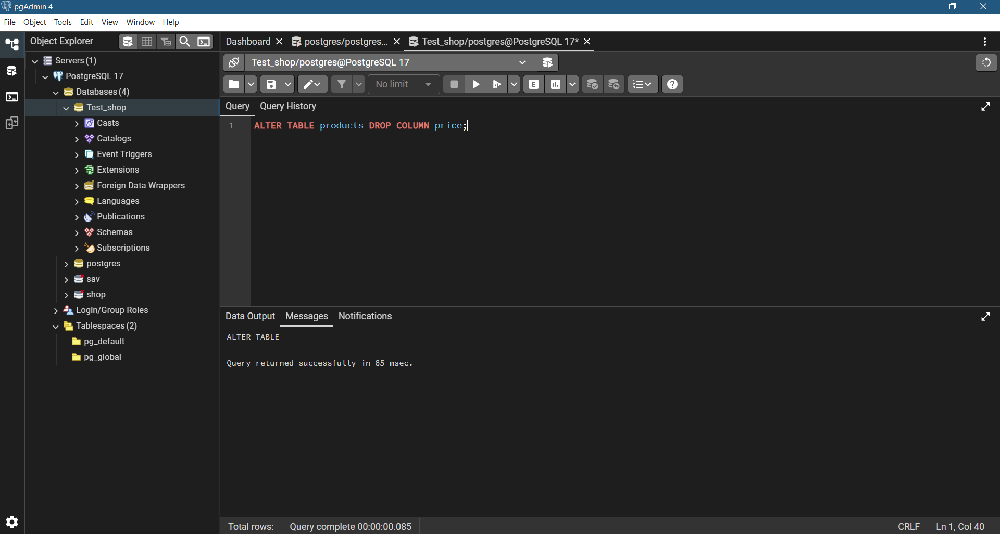 pgAdmin 4
File Object Tools Edit View Window Help
Object Explorer
Servers (1)
PostgreSQL 17
Databases (4)
Test_shop
Casts
Catalogs
Event Triggers
Extensions
Foreign Data Wrappers
Languages
Publications
Schemas
Subscriptions
postgres
sav
shop
Login/Group Roles
Tablespaces (2)
pg_default
pg_global
Dashboard postgres/postgres... Test_shop/postgres@PostgreSQL 17*
Test_shop/postgres@PostgreSQL 17
No limit E
Query Query History
1 ALTER TABLE products DROP COLUMN price;
Data Output Messages Notifications
ALTER TABLE
Query returned successfully in 85 msec.
Total rows: Query complete 00:00:00.085 CRLF Ln 1, Col 40